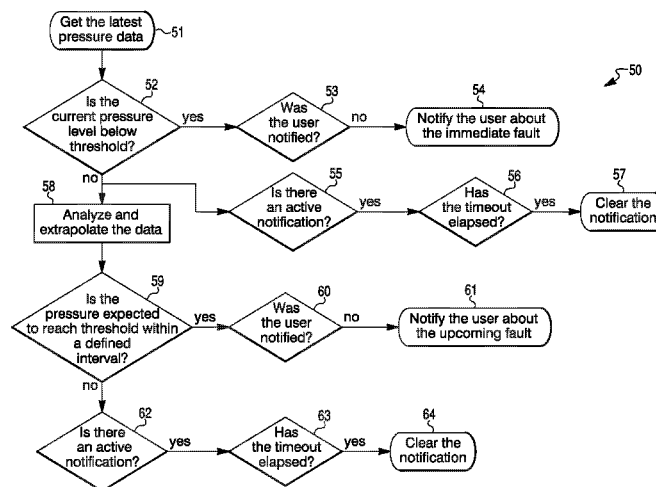 Get the latest
pressure data
51
50
52
Is the
current pressure
level below
threshold?
yes
53
Was
the user
notified?
no
54
Notify the user about
the immediate fault
no
55
Is there
an active
notification?
yes
56
Has
the timeout
elapsed?
yes
57
Clear the
notification
58
Analyze and
extrapolate the data
59
Is the
pressure expected
to reach threshold within
a defined
interval?
yes
60
Was
the user
notified?
no
61
Notify the user about
the upcoming fault
no
62
Is there
an active
notification?
yes
63
Has
the timeout
elapsed?
yes
64
Clear the
notification